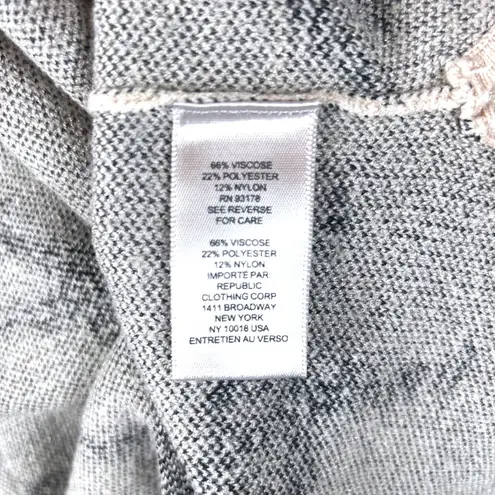 66% VISCOSE
22% POLYESTER
12% NYLON
RN 93178
SEE REVERSE
FOR CARE
66% VISCOSE
22% POLYESTER
12% NYLON
IMPORTÉ PAR
REPUBLIC
CLOTHING CORP
1411 BROADWAY
NEW YORK
NY 10018 USA
ENTRETIEN AU VERSO